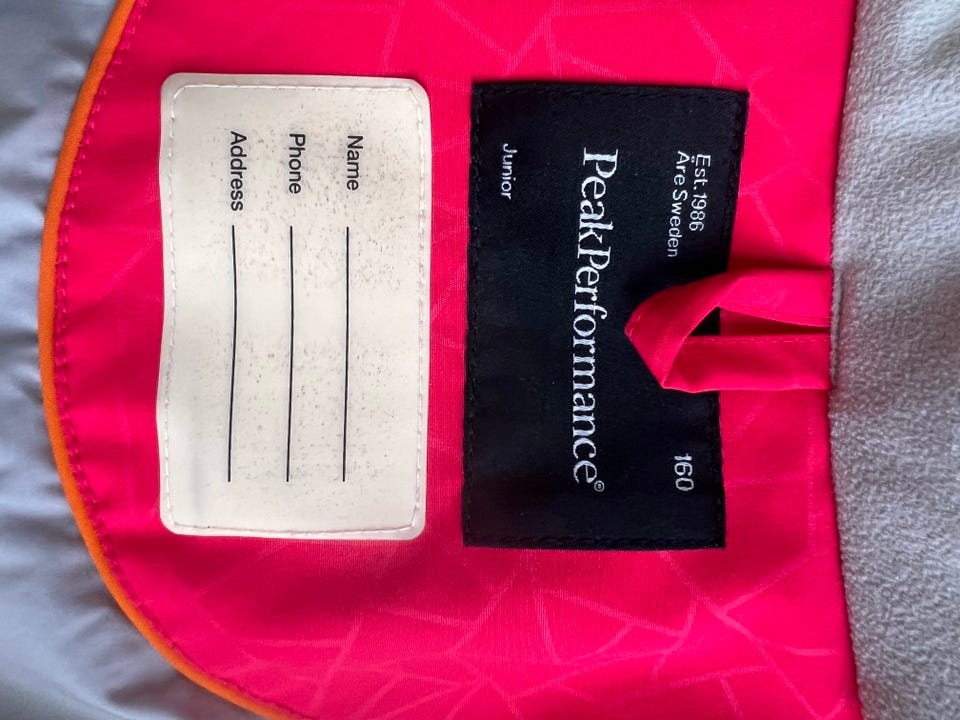 Est. 1986
Åre Sweden
160
PeakPerformance®
Junior
Name
Phone
Address